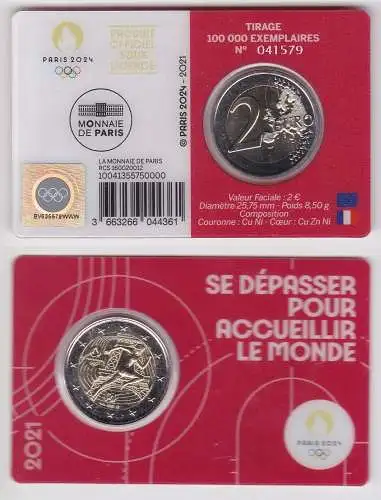 PARIS 2024
PRODUIT
OFFICIEL
SOUS
LICENCE
MONNAIE
DE PARIS
LA MONNAIE DE PARIS
RCS 160020012
10041355750000
3 663266 044361
© PARIS 2024 - 2021
TIRAGE
100 000 EXEMPLAIRES
N° 041579
2 EURO
Valeur Faciale : 2 €
Diamètre 25,75 mm - Poids 8,50 g
Composition
Couronne : Cu Ni - Cœur : Cu Zn Ni
SE DÉPASSER
POUR
ACCUEILLIR
LE MONDE
2021
PARIS 2024